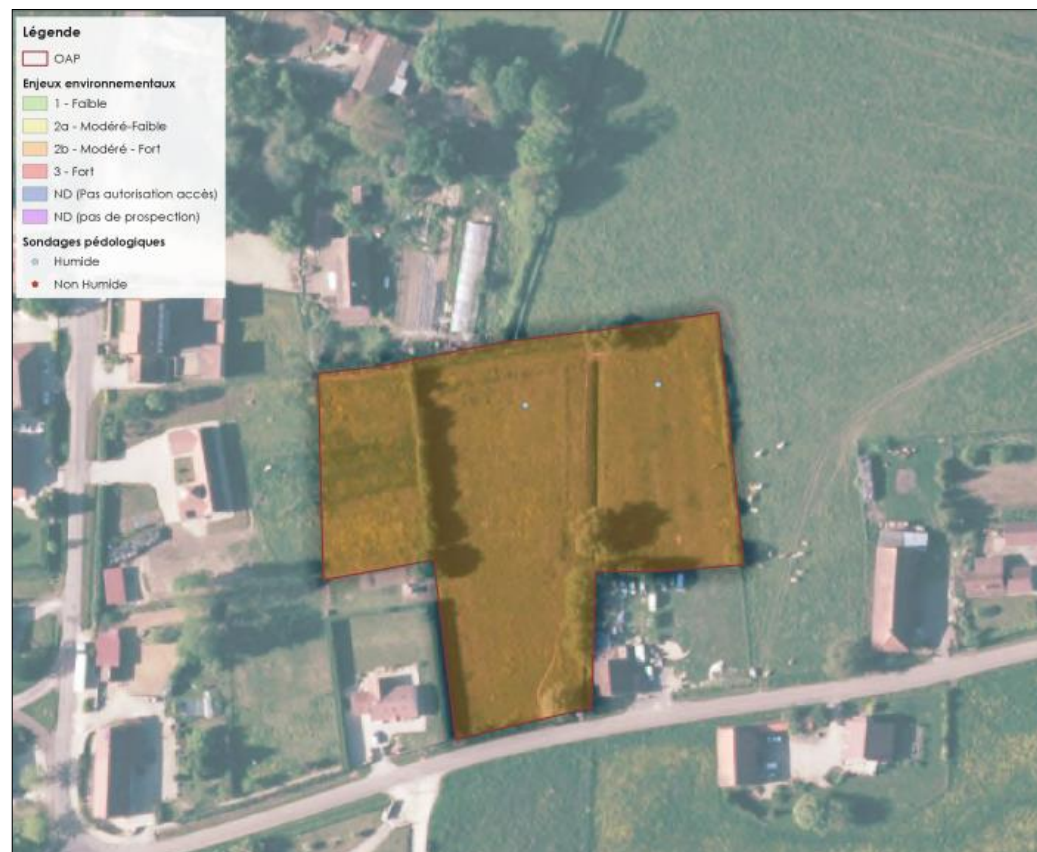 Légende
OAP
Enjeux environnementaux
1 - Faible
2a - Modéré-Faible
2b - Modéré - Fort
3 - Fort
ND (Pas autorisation accès)
ND (pas de prospection)
Sondages pédologiques
Humide
Non Humide